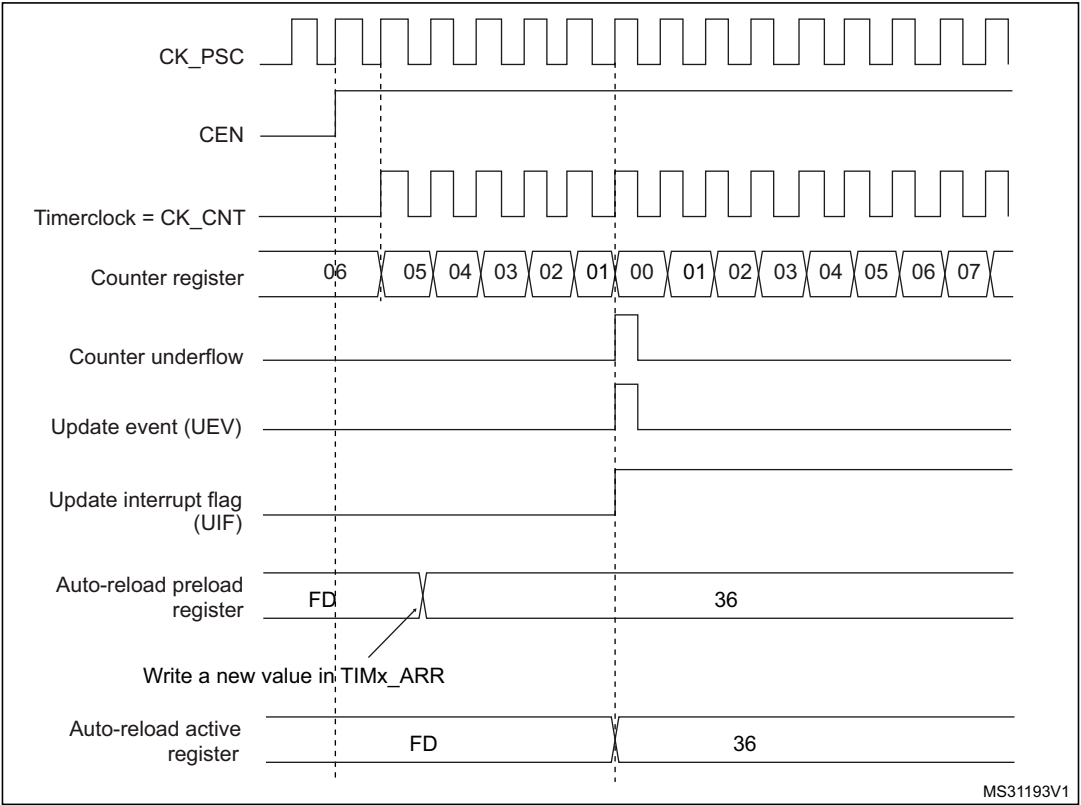 CK_PSC
CEN
Timerclock = CK_CNT
Counter register
06 05 04 03 02 01 00 01 02 03 04 05 06 07
Counter underflow
Update event (UEV)
Update interrupt flag
(UIF)
Auto-reload preload
register
FD 36
Write a new value in TIMx_ARR
Auto-reload active
register
FD 36
MS31193V1